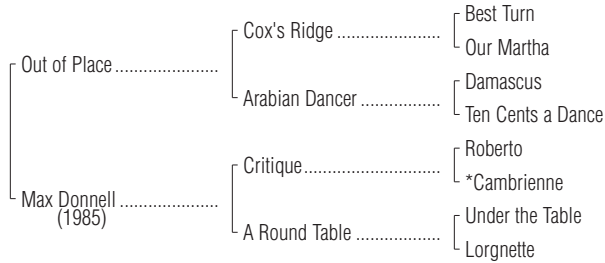 Best Turn
Cox's Ridge ....................
Our Martha
Out of Place ....................
Damascus
Arabian Dancer ...............
Ten Cents a Dance
Roberto
Critique..........................
*Cambrienne
Max Donnell ...................
(1985)
Under the Table
A Round Table ................
Lorgnette